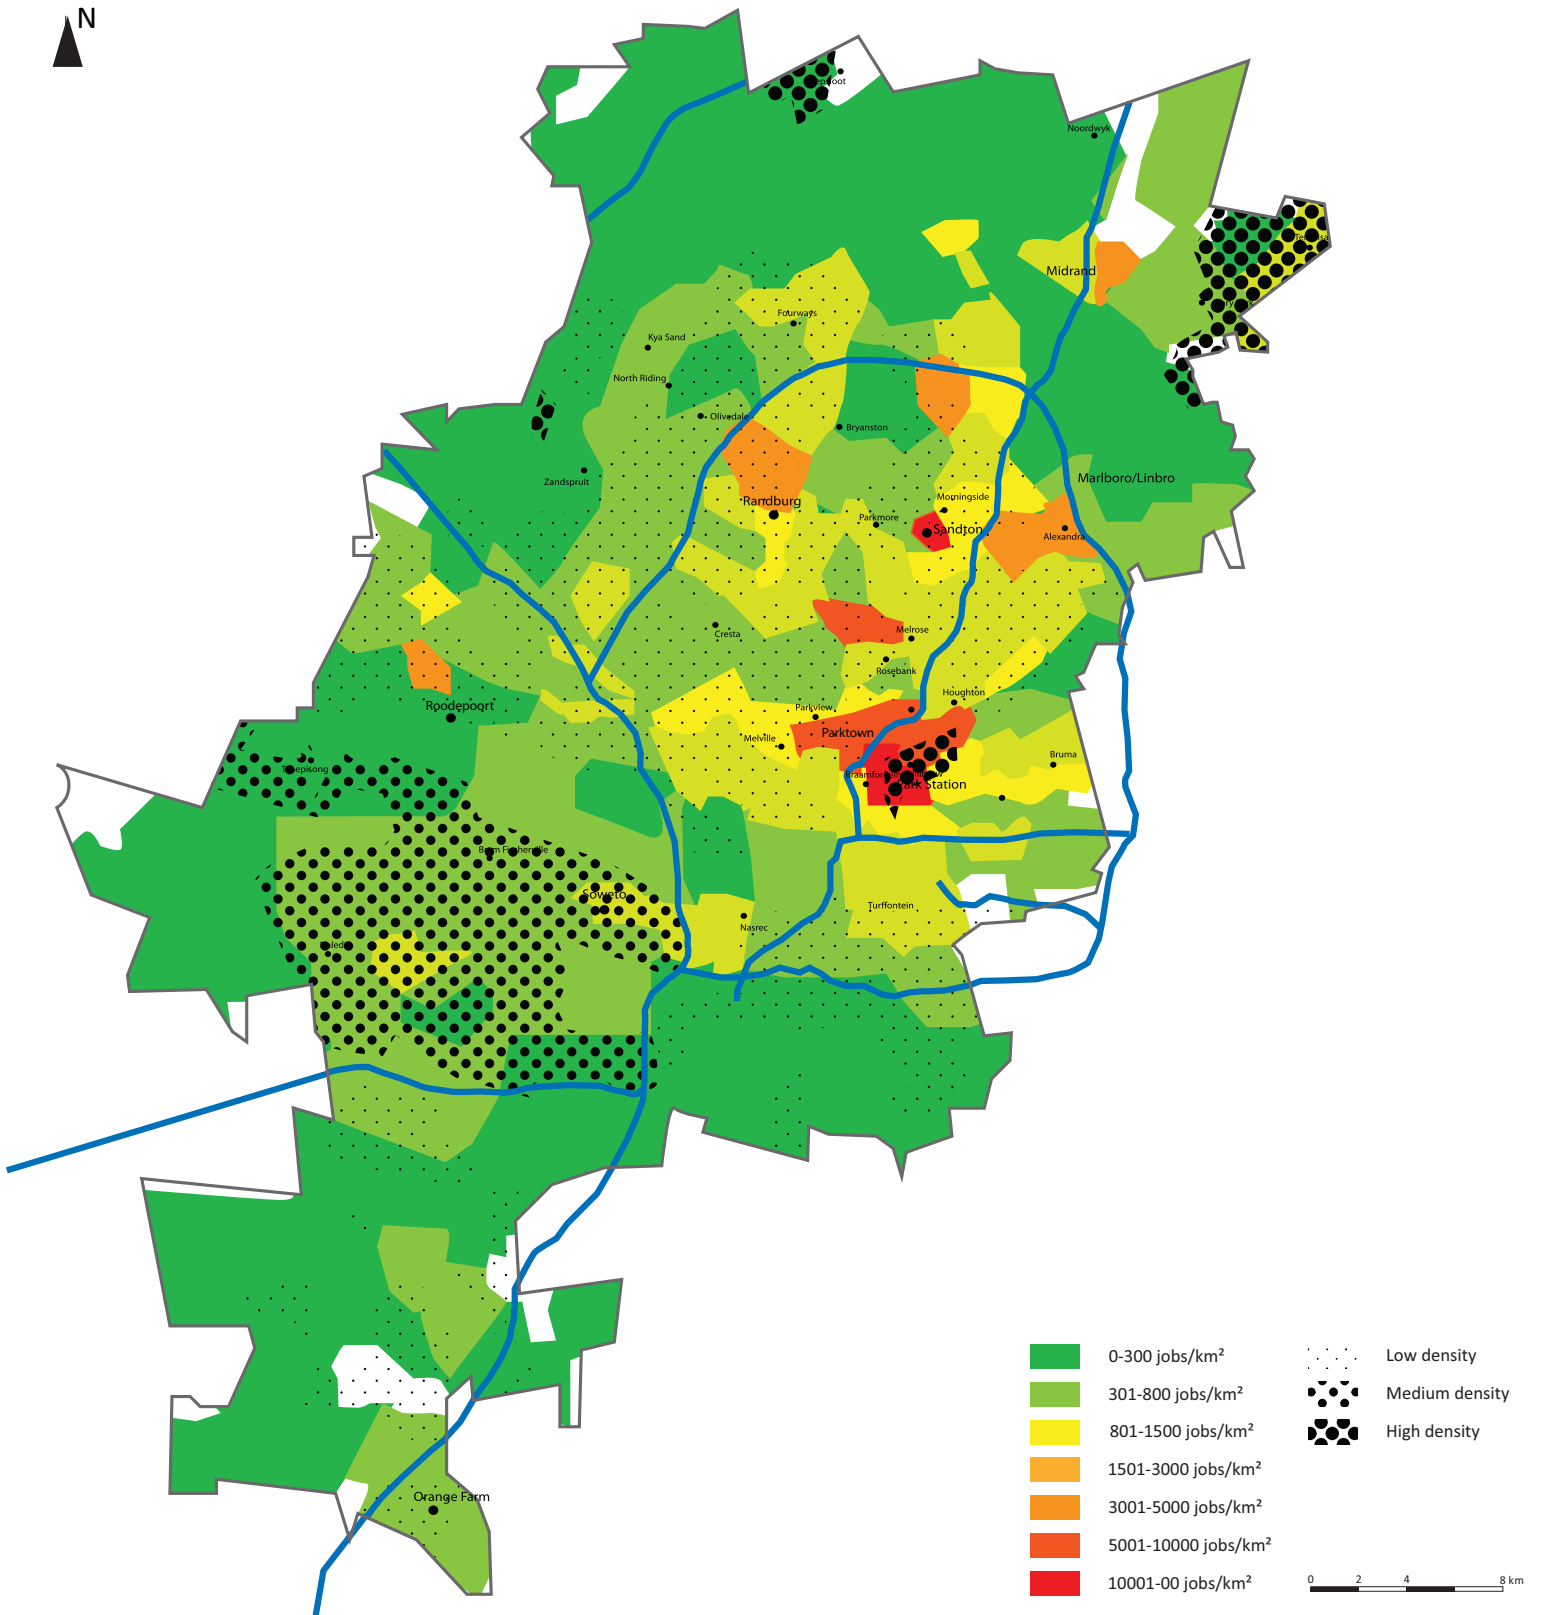 N
Noordwyk
Midrand
Fourways
Kya Sand
North Riding
Olivedale
Bryanston
Zandspruit
Marlboro/Linbro
Randburg
Morningside
Parkmore
Sandton
Alexandra
Cresta
Melrose
Rosebank
Houghton
Roodepoort
Parkview
Parktown
Melville
Bruma
Braamfontein
Park Station
Bram Fischerville
Soweto
Turffontein
Nasrec
Orange Farm
0-300 jobs/km²
301-800 jobs/km²
801-1500 jobs/km²
1501-3000 jobs/km²
3001-5000 jobs/km²
5001-10000 jobs/km²
10001-00 jobs/km²
Low density
Medium density
High density
0 2 4 8 km